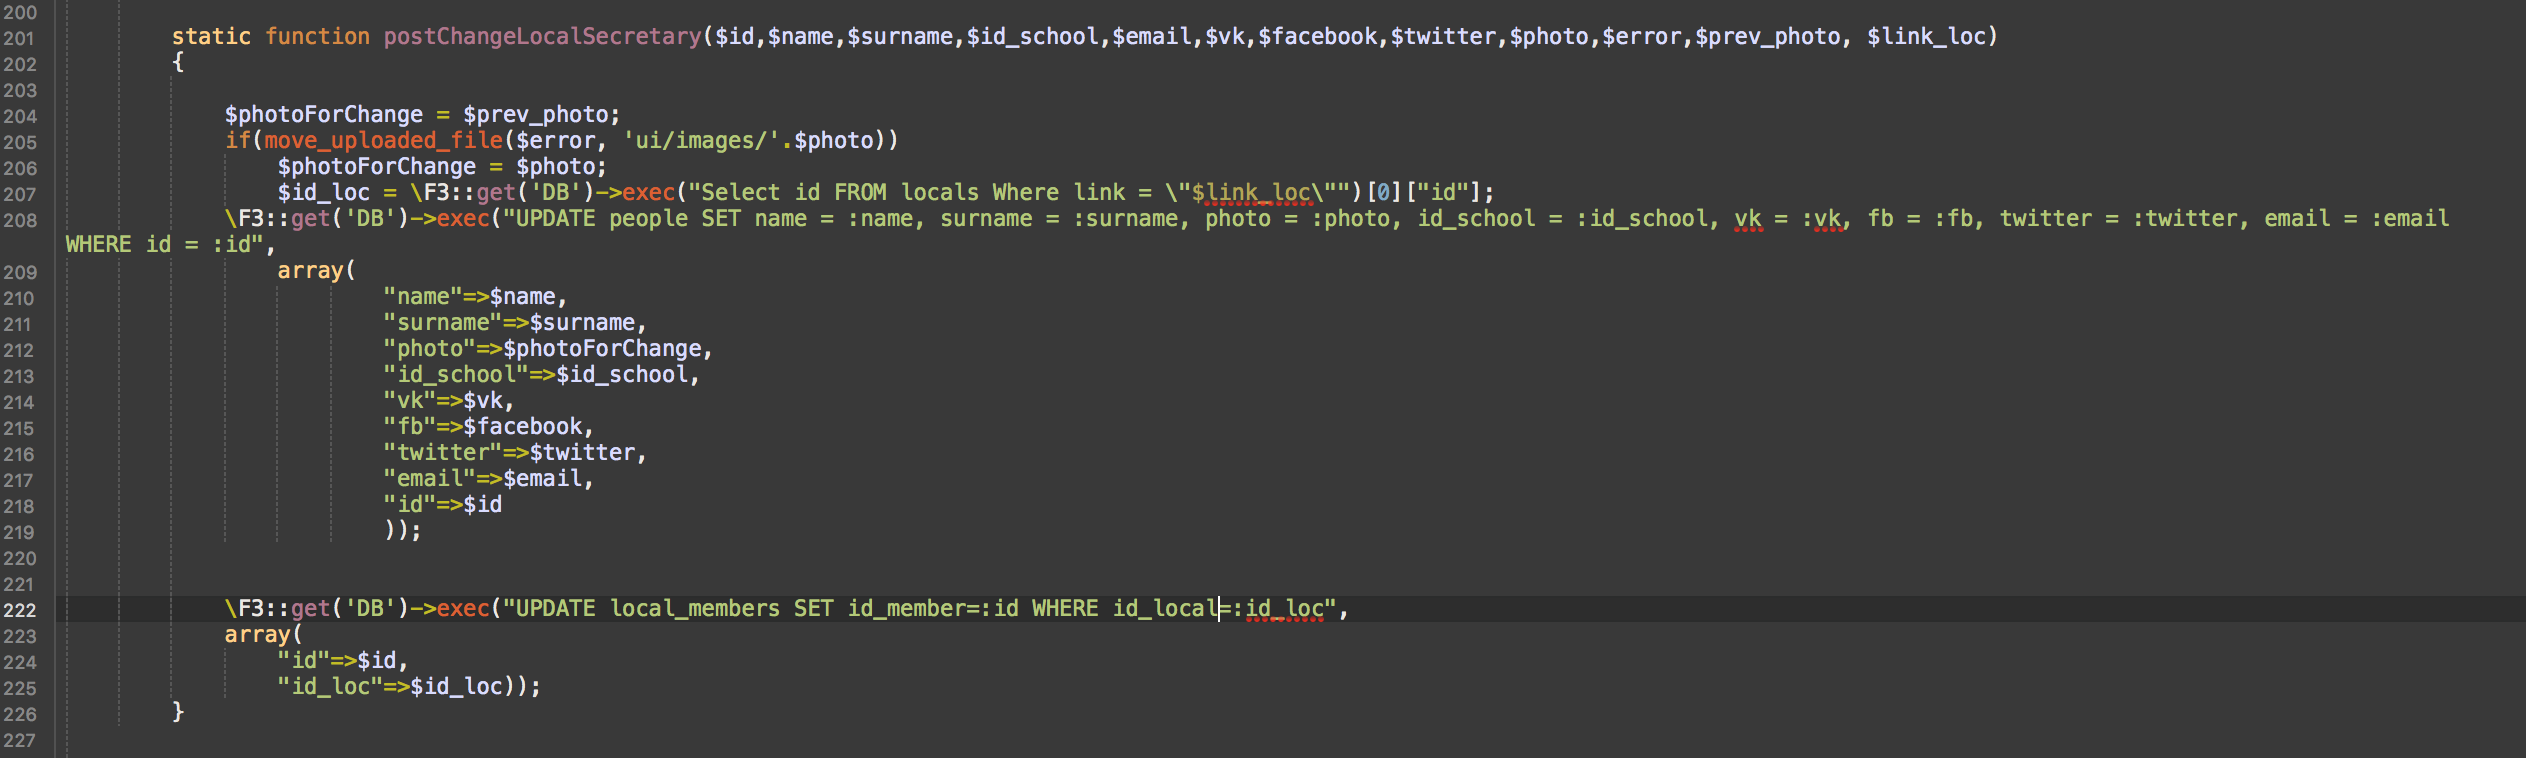 200
201 static function postChangeLocalSecretary($id,$name,$surname,$id_school,$email,$vk,$facebook,$twitter,$photo,$error,$prev_photo, $link_loc)
202 {
203
204 $photoForChange = $prev_photo;
205 if(move_uploaded_file($error, 'ui/images/'.$photo))
206 $photoForChange = $photo;
207 $id_loc = \F3::get('DB')->exec("Select id FROM locals Where link = \"$link_loc\"")[0]["id"];
208 \F3::get('DB')->exec("UPDATE people SET name = :name, surname = :surname, photo = :photo, id_school = :id_school, vk = :vk, fb = :fb, twitter = :twitter, email = :email
WHERE id = :id",
209 array(
210 "name"=>$name,
211 "surname"=>$surname,
212 "photo"=>$photoForChange,
213 "id_school"=>$id_school,
214 "vk"=>$vk,
215 "fb"=>$facebook,
216 "twitter"=>$twitter,
217 "email"=>$email,
218 "id"=>$id
219 ));
220
221
222 \F3::get('DB')->exec("UPDATE local_members SET id_member=:id WHERE id_local=:id_loc",
223 array(
224 "id"=>$id,
225 "id_loc"=>$id_loc));
226 }
227